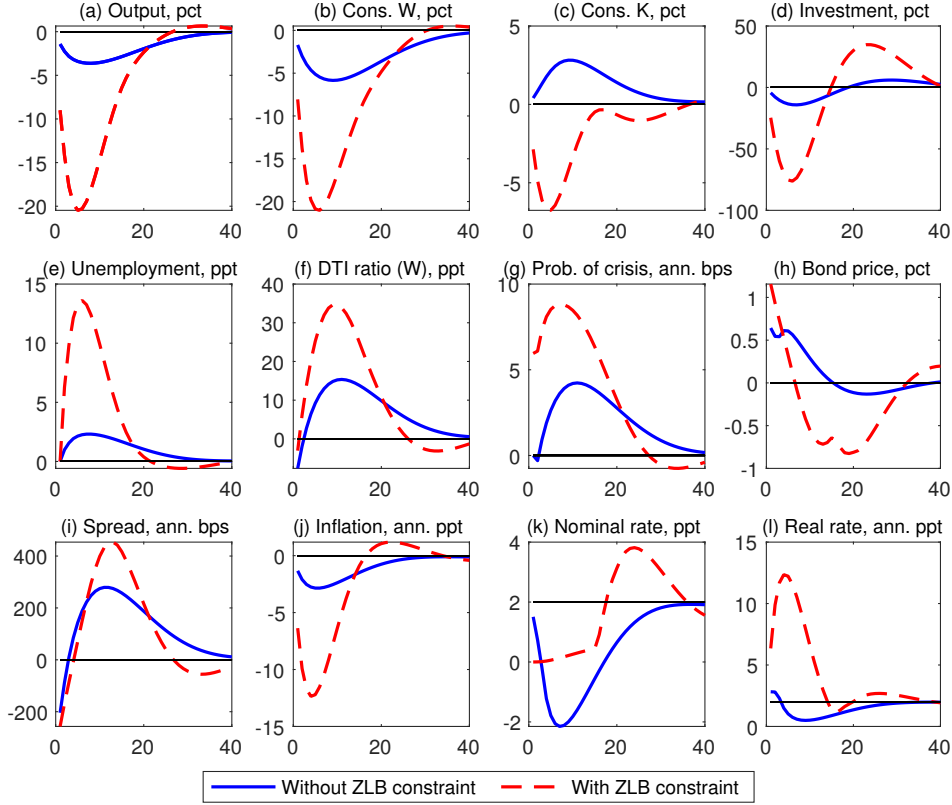 (a) Output, pct
(b) Cons. W, pct
(c) Cons. K, pct
(d) Investment, pct
0
-5
-10
-15
-20
0 20 40
0
-5
-10
-15
-20
0 20 40
5
0
-5
0 20 40
50
0
-50
-100
0 20 40
(e) Unemployment, ppt
(f) DTI ratio (W), ppt
(g) Prob. of crisis, ann. bps
(h) Bond price, pct
15
10
5
0
0 20 40
40
30
20
10
0
0 20 40
10
5
0
0 20 40
1
0.5
0
-0.5
-1
0 20 40
(i) Spread, ann. bps
(j) Inflation, ann. ppt
(k) Nominal rate, ppt
(l) Real rate, ann. ppt
400
200
0
-200
0 20 40
0
-5
-10
-15
0 20 40
4
2
0
-2
0 20 40
15
10
5
0
0 20 40
Without ZLB constraint
With ZLB constraint